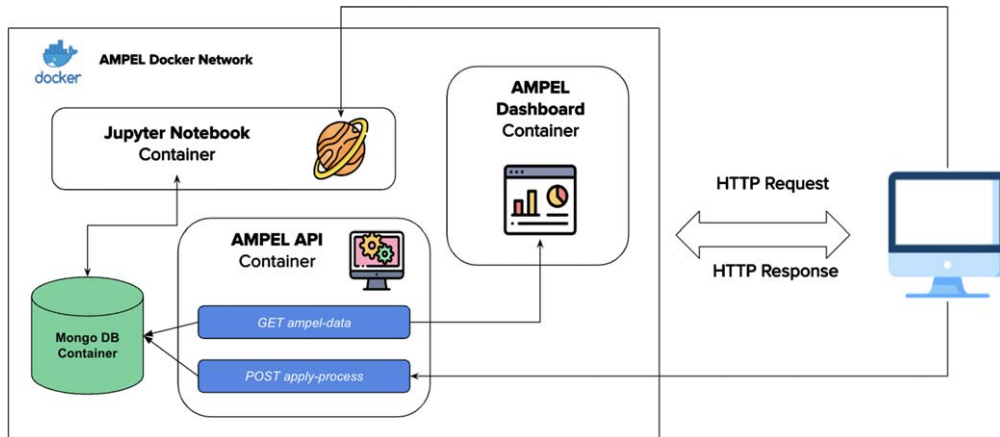 docker
AMPEL Docker Network
Jupyter Notebook
Container
AMPEL
Dashboard
Container
HTTP Request
HTTP Response
AMPEL API
Container
GET ampel-data
POST apply-process
Mongo DB
Container